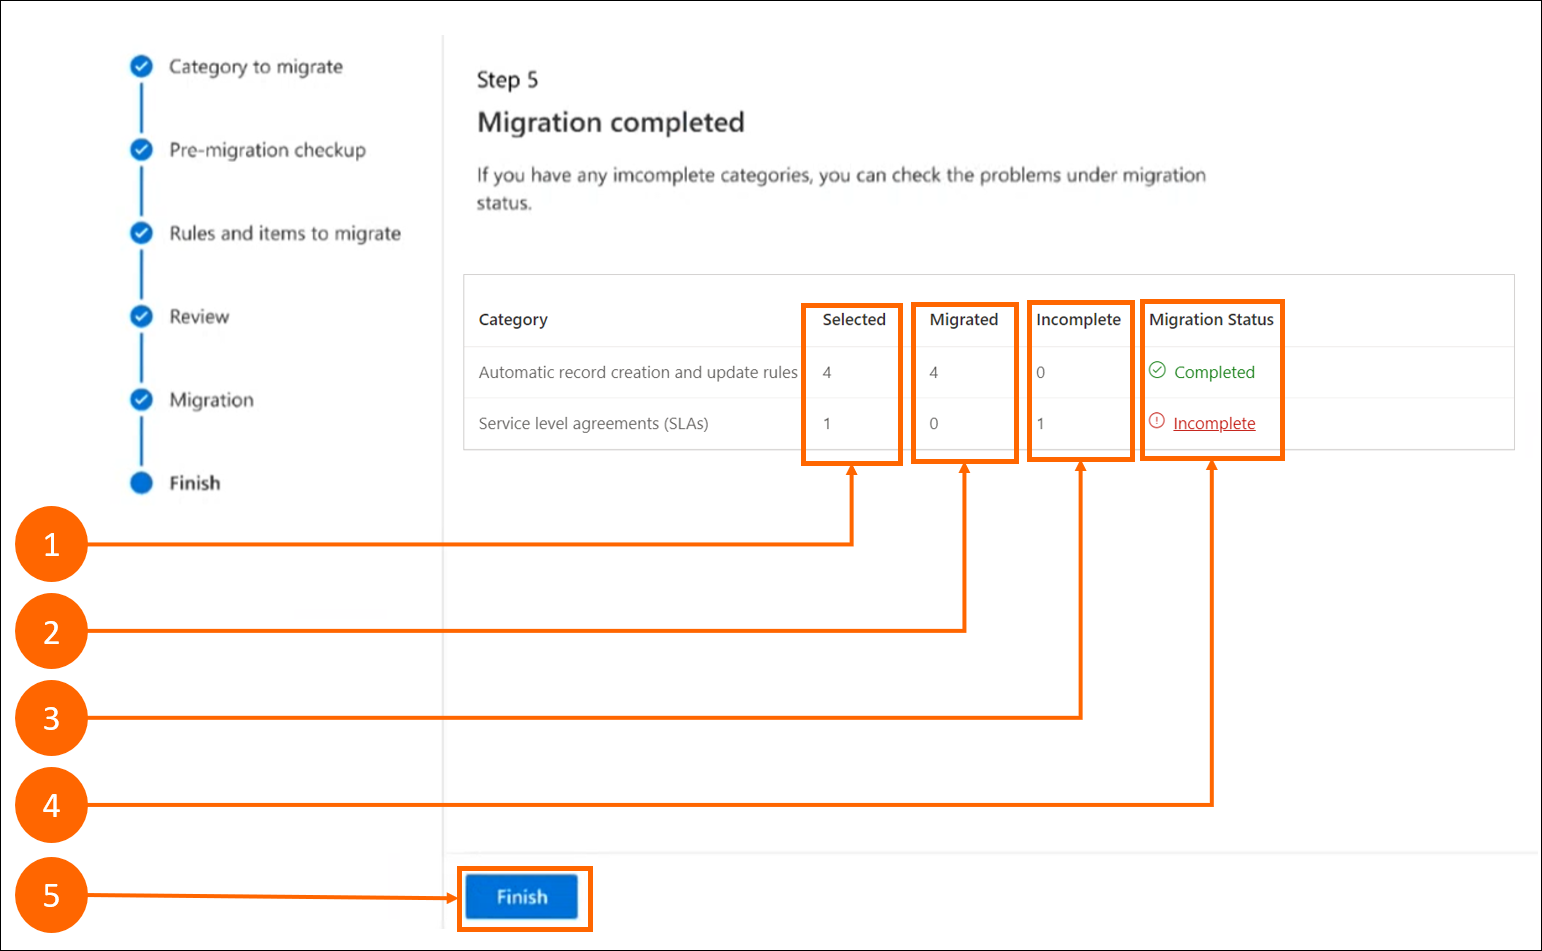 Category to migrate
Pre-migration checkup
Rules and items to migrate
Review
Migration
Finish
Step 5
Migration completed
If you have any imcomplete categories, you can check the problems under migration
status.
Category Selected Migrated Incomplete Migration Status
Automatic record creation and update rules 4 4 0 Completed
Service level agreements (SLAs) 1 0 1 Incomplete
1
2
3
4
5
Finish